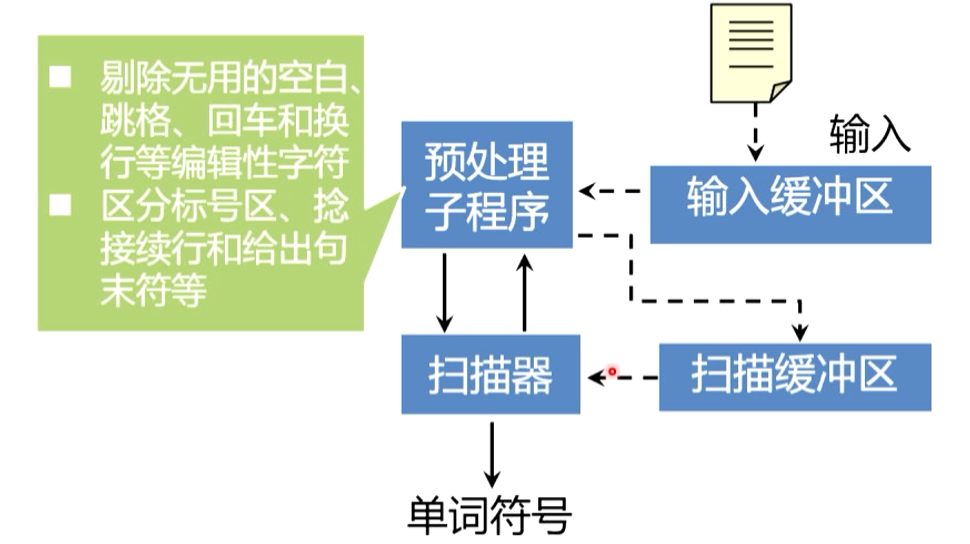 ■ 剔除无用的空白、
跳格、回车和换
行等编辑性字符
■ 区分标号区、捻
接续行和给出句
末符等
预处理
子程序
输入
输入缓冲区
扫描器
扫描缓冲区
单词符号